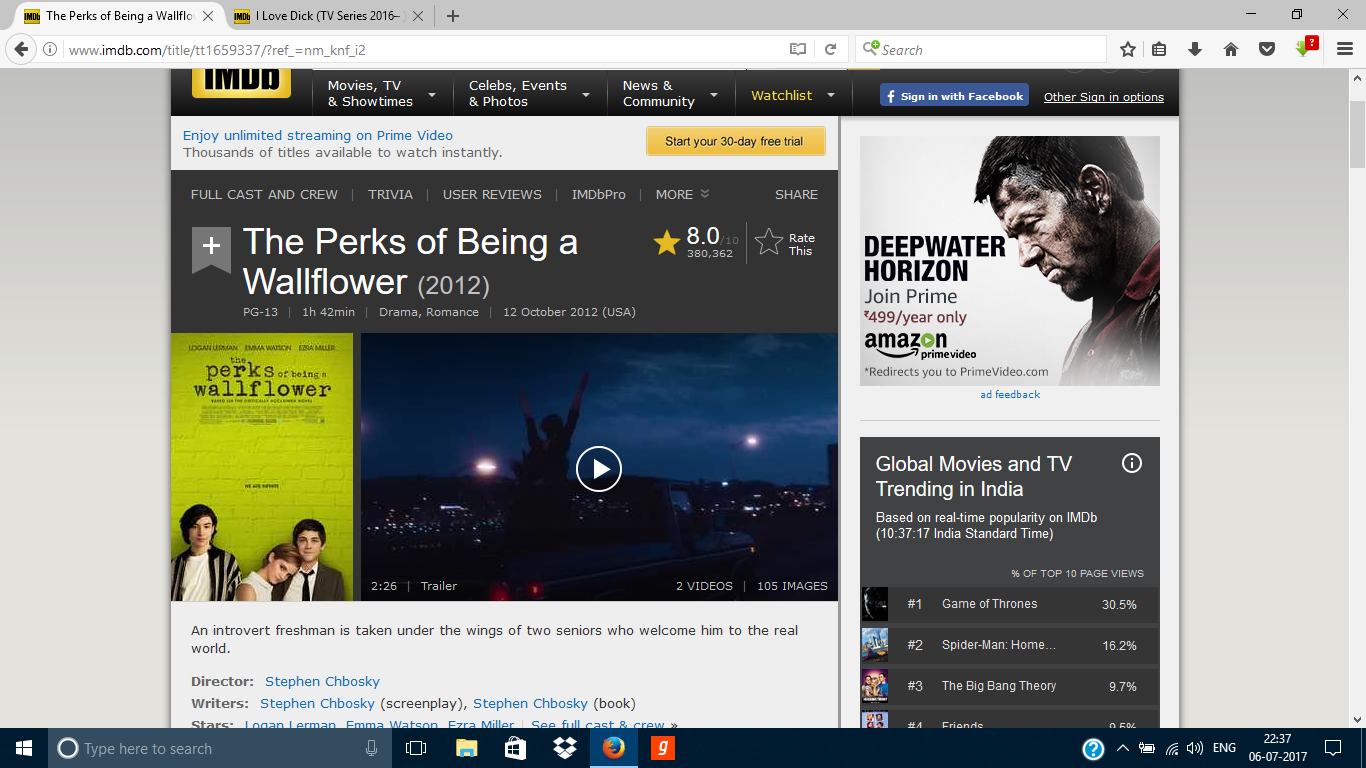 The Perks of Being a Wallflo
I Love Dick (TV Series 2016–
www.imdb.com/title/tt1659337/?ref_=nm_knf_i2
Search
IMDb
Movies, TV
& Showtimes
Celebs, Events
& Photos
News &
Community
Watchlist
Sign in with Facebook
Other Sign in options
Enjoy unlimited streaming on Prime Video
Thousands of titles available to watch instantly.
Start your 30-day free trial
FULL CAST AND CREW | TRIVIA | USER REVIEWS | IMDbPro | MORE
SHARE
The Perks of Being a
Wallflower (2012)
8.0/10
380,362
Rate
This
PG-13 | 1h 42min | Drama, Romance | 12 October 2012 (USA)
LOGAN LERMAN EMMA WATSON EZRA MILLER
the
perks of being a
wallflower
WE ARE INFINITE
2:26 | Trailer
2 VIDEOS | 105 IMAGES
An introvert freshman is taken under the wings of two seniors who welcome him to the real
world.
Director: Stephen Chbosky
Writers: Stephen Chbosky (screenplay), Stephen Chbosky (book)
Stars: Logan Lerman, Emma Watson, Ezra Miller | See full cast & crew »
DEEPWATER
HORIZON
Join Prime
₹499/year only
amazon
primevideo
*Redirects you to PrimeVideo.com
ad feedback
Global Movies and TV
Trending in India
Based on real-time popularity on IMDb
(10:37:17 India Standard Time)
% OF TOP 10 PAGE VIEWS
#1 Game of Thrones 30.5%
#2 Spider-Man: Home... 16.2%
#3 The Big Bang Theory 9.7%
#4 Friends 9.5%
Type here to search
ENG
22:37
06-07-2017